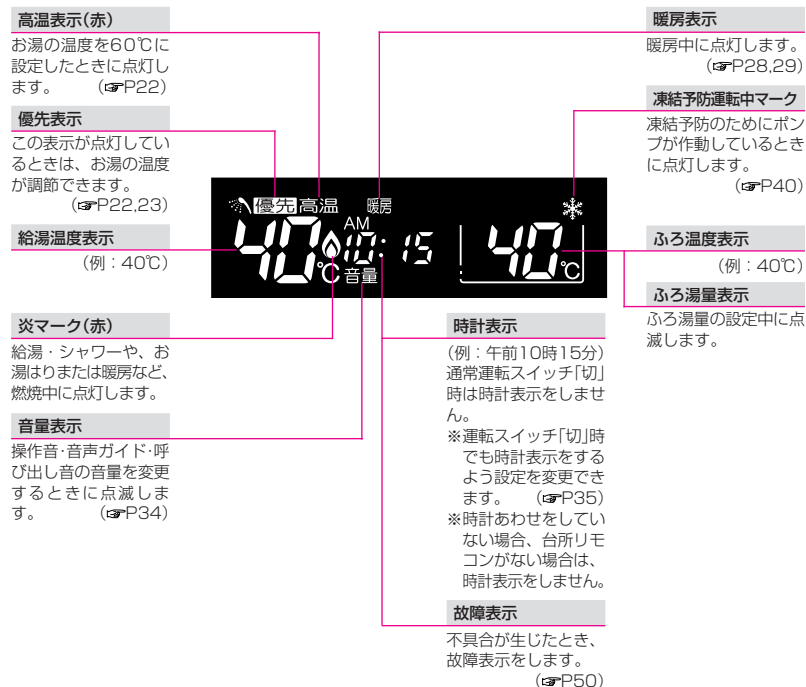 高温表示(赤)
お湯の温度を60℃に
設定したときに点灯し
ます。 (☞P22)
優先表示
この表示が点灯してい
るときは、お湯の温度
が調節できます。
(☞P22,23)
給湯温度表示
(例：40℃)
炎マーク(赤)
給湯・シャワーや、お
湯はりまたは暖房など、
燃焼中に点灯します。
音量表示
操作音・音声ガイド・呼
び出し音の音量を変更
するときに点滅しま
す。 (☞P34)
優先 高温 暖房
AM
40℃ 10:15 40℃
音量
時計表示
(例：午前10時15分)
通常運転スイッチ｢切｣
時は時計表示をしませ
ん。
※運転スイッチ｢切｣時
でも時計表示をする
よう設定を変更でき
ます。 (☞P35)
※時計あわせをしてい
ない場合、台所リモ
コンがない場合は、
時計表示をしません。
故障表示
不具合が生じたとき、
故障表示をします。
(☞P50)
暖房表示
暖房中に点灯します。
(☞P28,29)
凍結予防運転中マーク
凍結予防のためにポン
プが作動しているとき
に点灯します。
(☞P40)
ふろ温度表示
(例：40℃)
ふろ湯量表示
ふろ湯量の設定中に点
滅します。